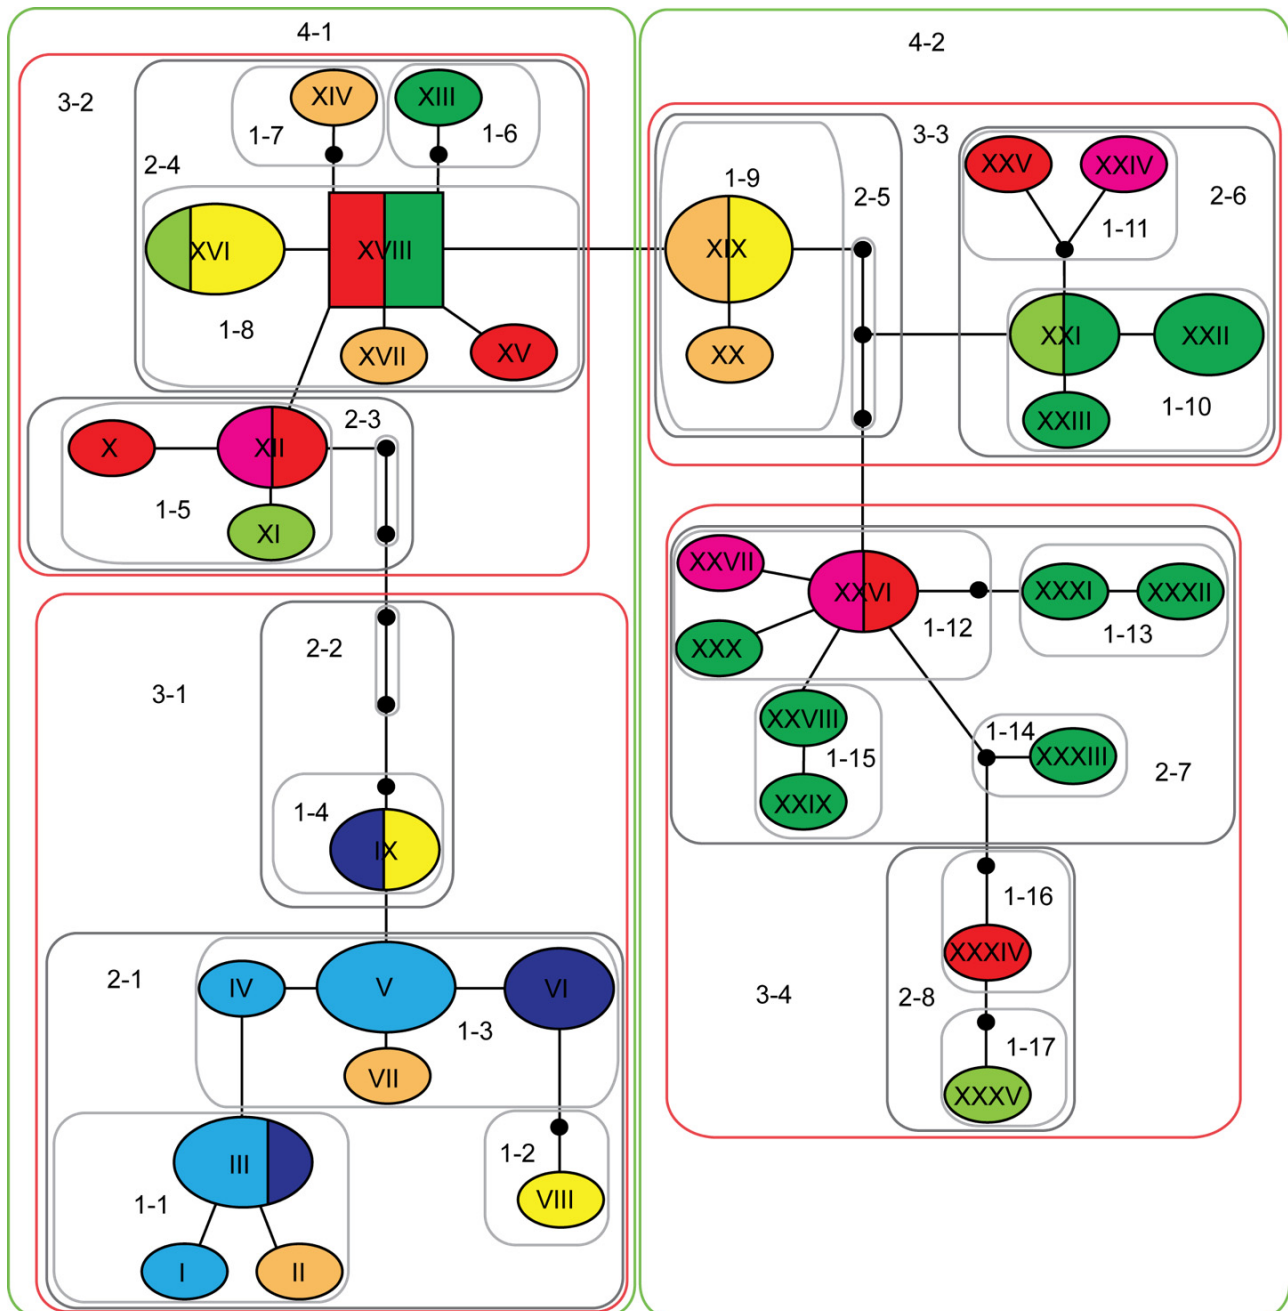 4-1
4-2
3-2
XIV
XIII
1-7
1-6
2-4
XVI
XVIII
1-8
XVII
XV
2-3
X
XII
1-5
XI
3-3
1-9
2-5
XIX
XX
XXV
XXIV
2-6
1-11
XXI
XXII
XXIII
1-10
3-1
2-2
1-4
IX
2-1
IV
V
VI
1-3
VII
III
1-2
1-1
VIII
I
II
XXVII
XXVI
XXXI
XXXII
1-12
1-13
XXX
XXVIII
1-14
XXXIII
1-15
2-7
XXIX
1-16
XXXIV
3-4
2-8
1-17
XXXV